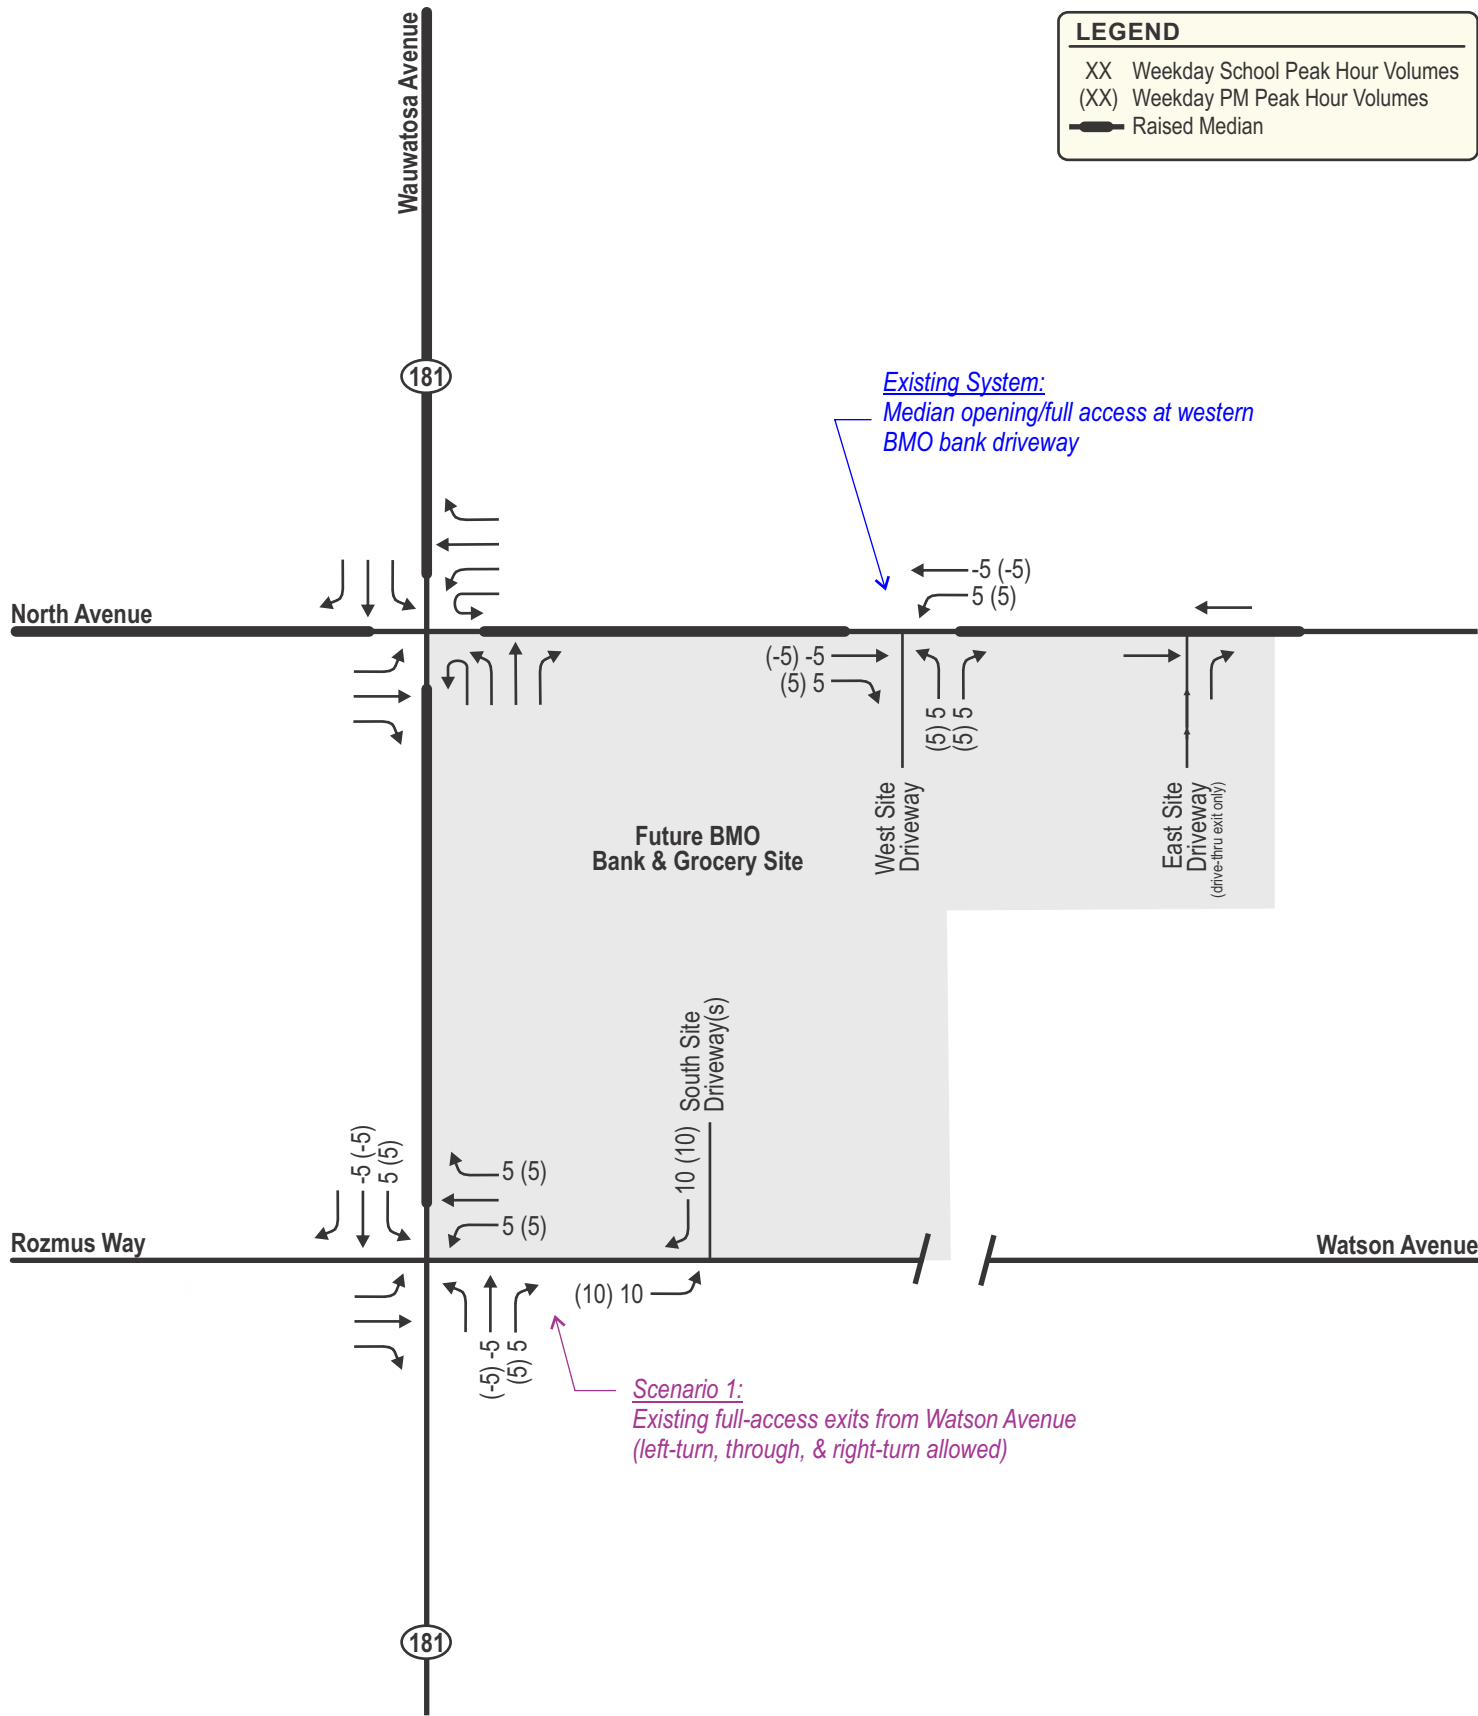 Wauwatosa Avenue
LEGEND
XX Weekday School Peak Hour Volumes
(XX) Weekday PM Peak Hour Volumes
Raised Median
181
Existing System:
Median opening/full access at western
BMO bank driveway
North Avenue
-5 (-5)
5 (5)
(-5) -5
(5) 5
(5) 5
(5) 5
West Site
Driveway
East Site
Driveway
(drive-thru exit only)
Future BMO
Bank & Grocery Site
South Site
Driveway(s)
-5 (-5)
5 (5)
5 (5)
5 (5)
10 (10)
Rozmus Way
Watson Avenue
(10) 10
(-5) -5
(5) 5
Scenario 1:
Existing full-access exits from Watson Avenue
(left-turn, through, & right-turn allowed)
181